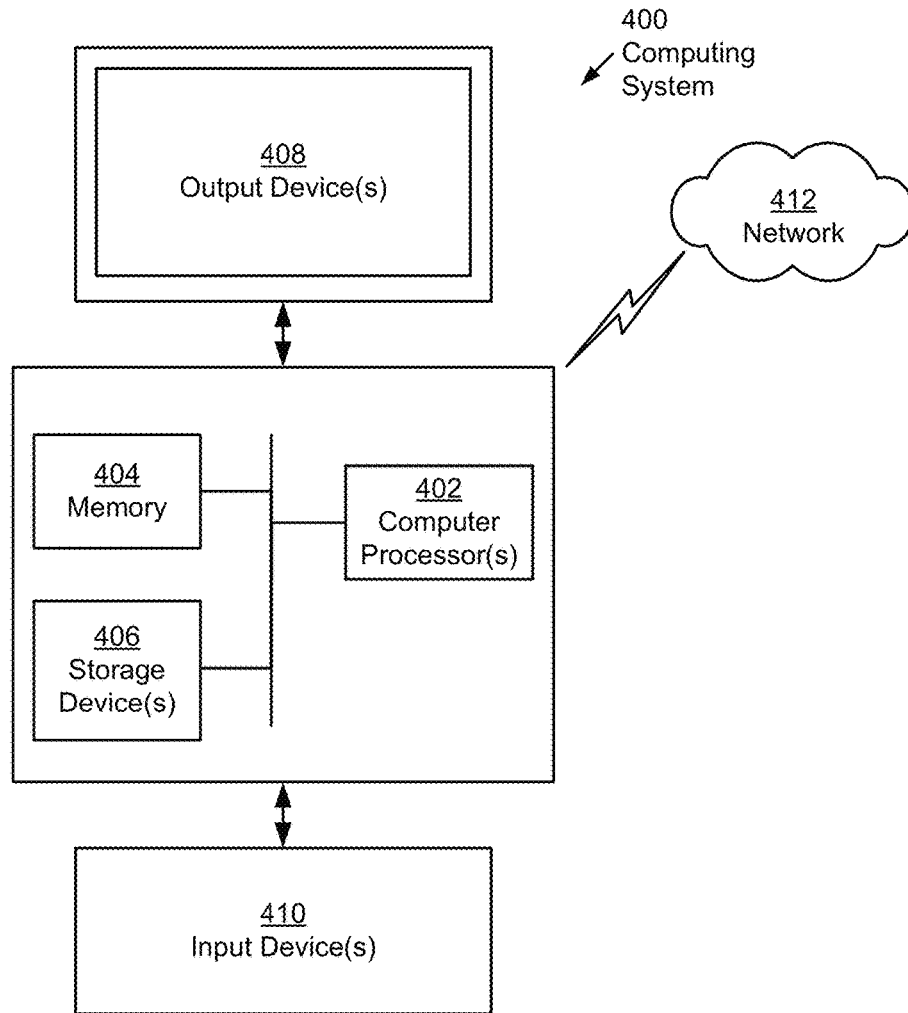 400
Computing
System
408
Output Device(s)
412
Network
404
Memory
402
Computer
Processor(s)
406
Storage
Device(s)
410
Input Device(s)